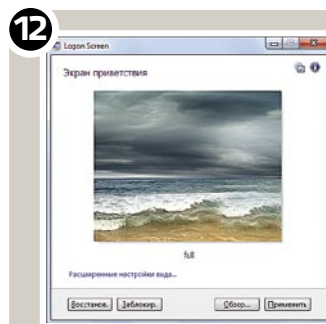 12
Logon Screen
Экран приветствия
full
Расширенные настройки вида...
Восстанов. Заблокир. Обзор... Применить